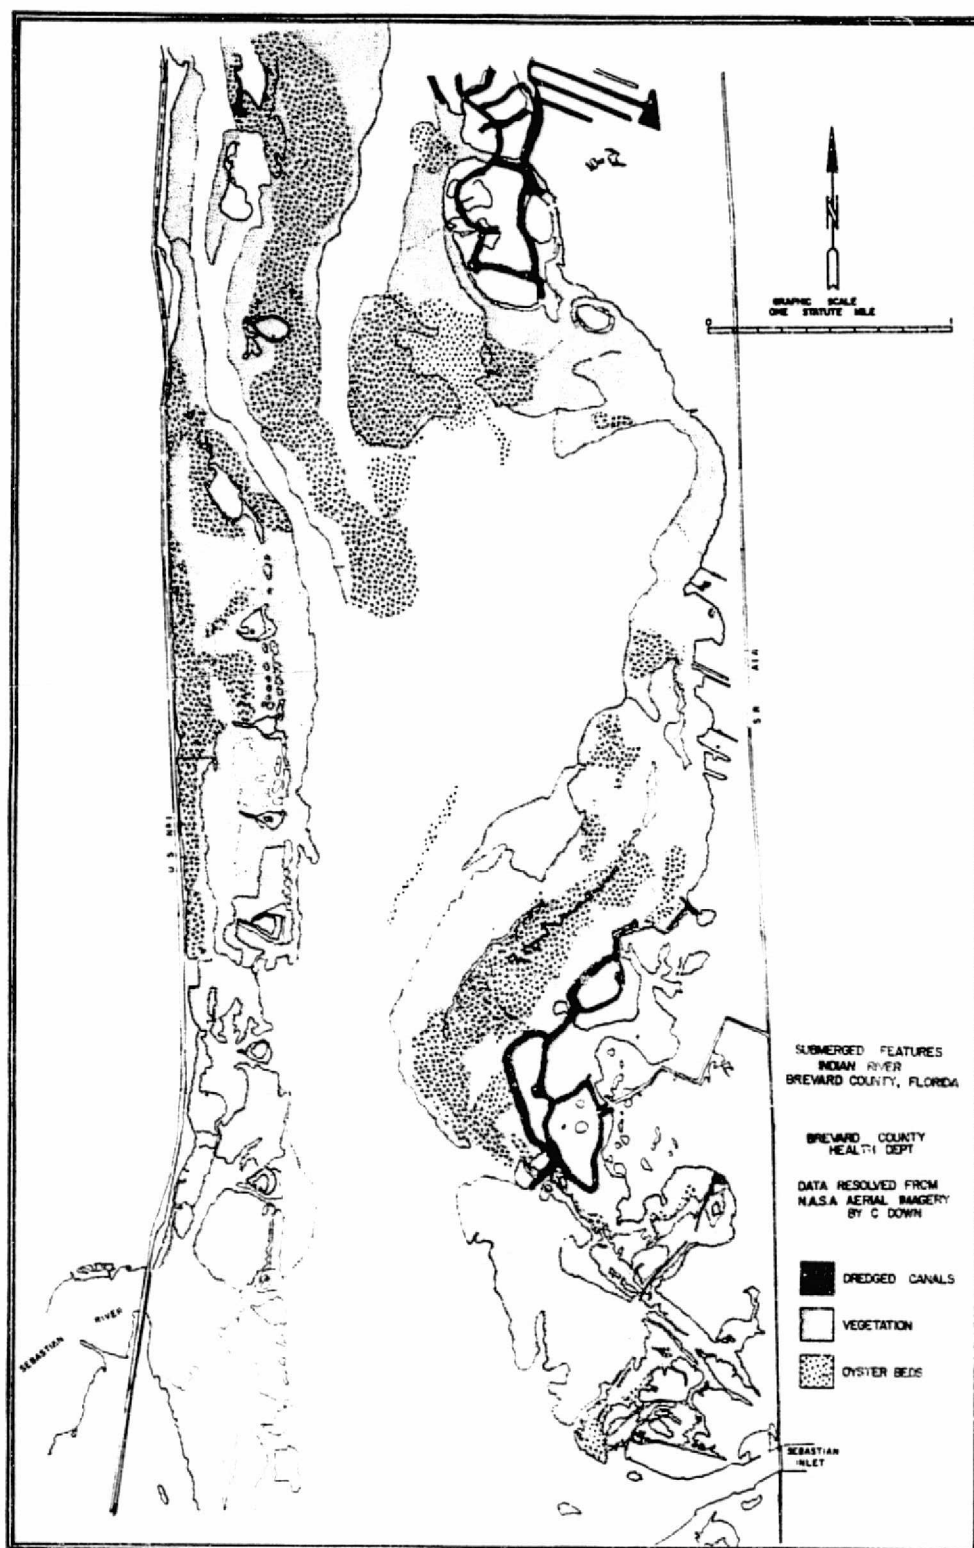 N
GRAPHIC SCALE
ONE STATUTE MILE
S R A1A
SUBMERGED FEATURES
INDIAN RIVER
BREVARD COUNTY, FLORIDA
BREVARD COUNTY
HEALTH DEPT
DATA RESOLVED FROM
N.A.S.A AERIAL IMAGERY
BY C DOWN
DREDGED CANALS
VEGETATION
OYSTER BEDS
SEBASTIAN RIVER
SEBASTIAN
INLET